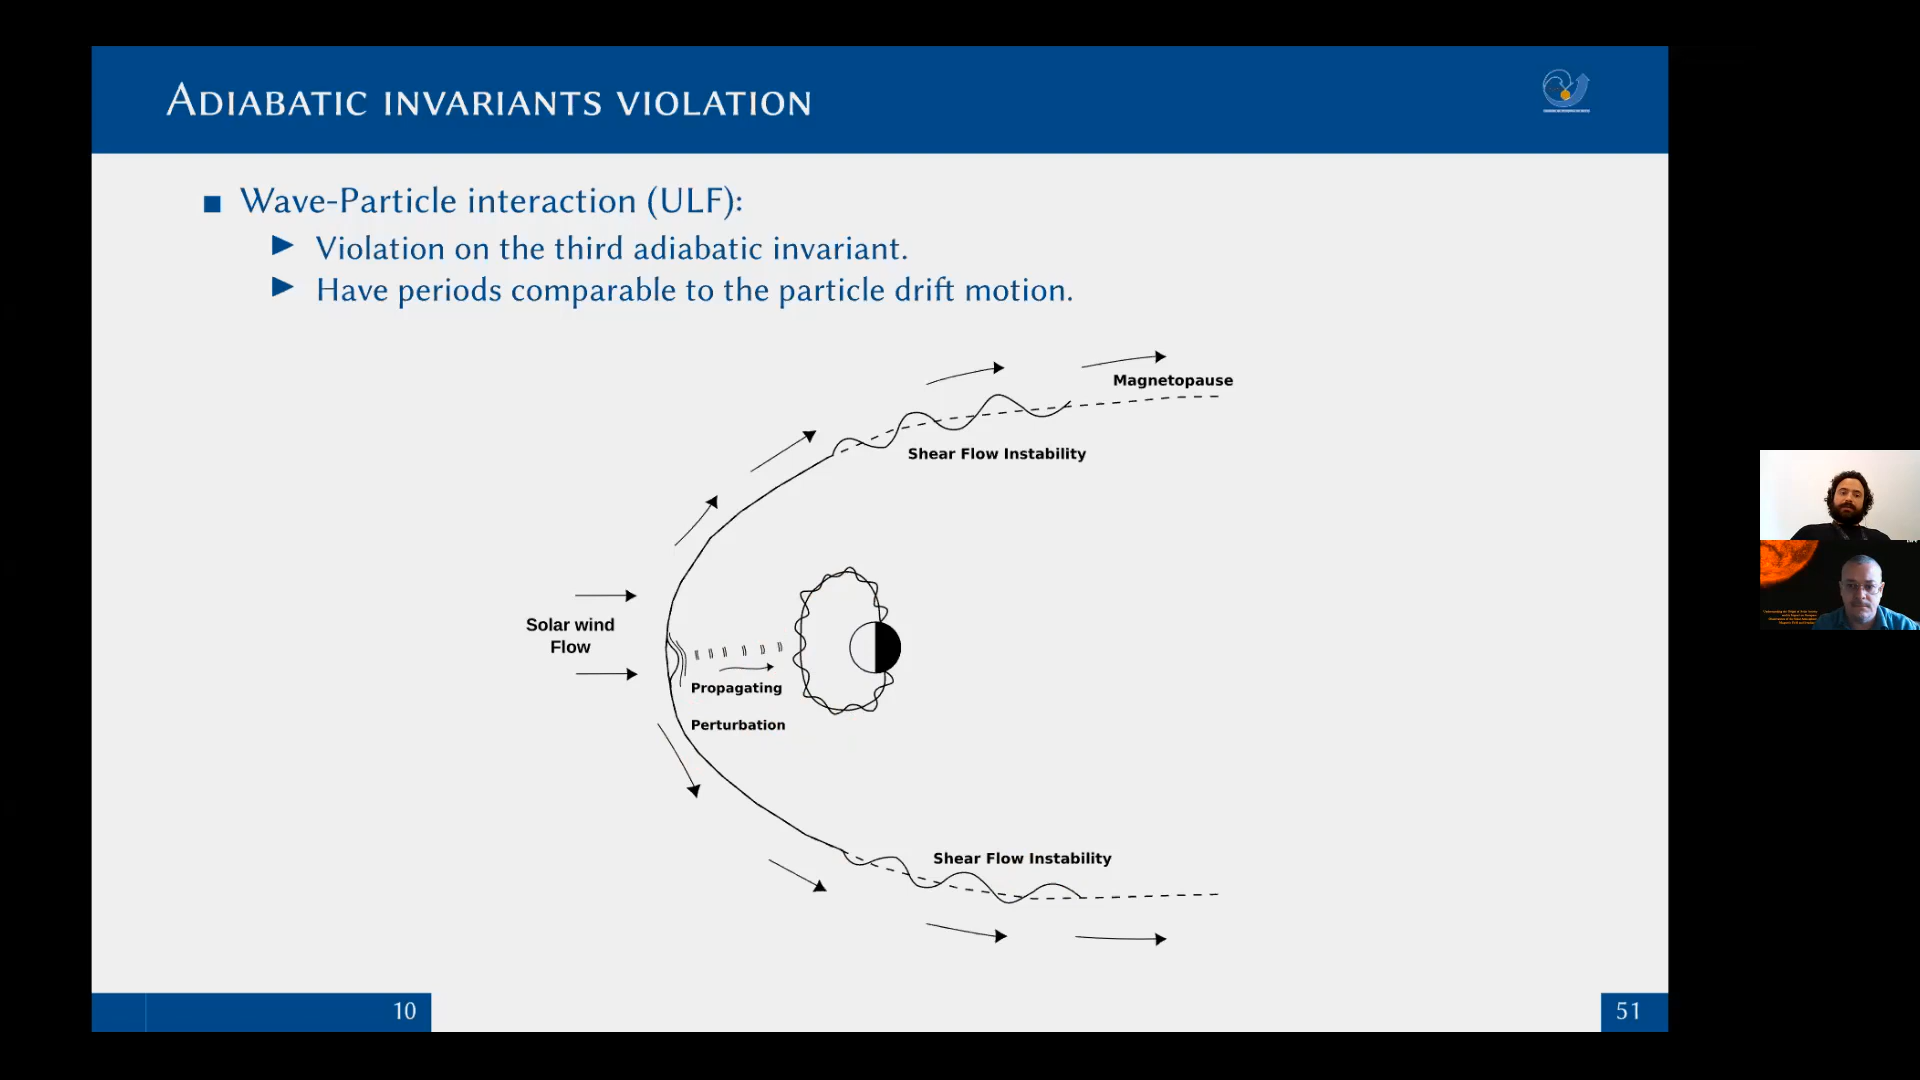 ADIABATIC INVARIANTS VIOLATION
Wave-Particle interaction (ULF):
Violation on the third adiabatic invariant.
Have periods comparable to the particle drift motion.
Magnetopause
Shear Flow Instability
Solar wind
Flow
Propagating
Perturbation
Shear Flow Instability
10
51